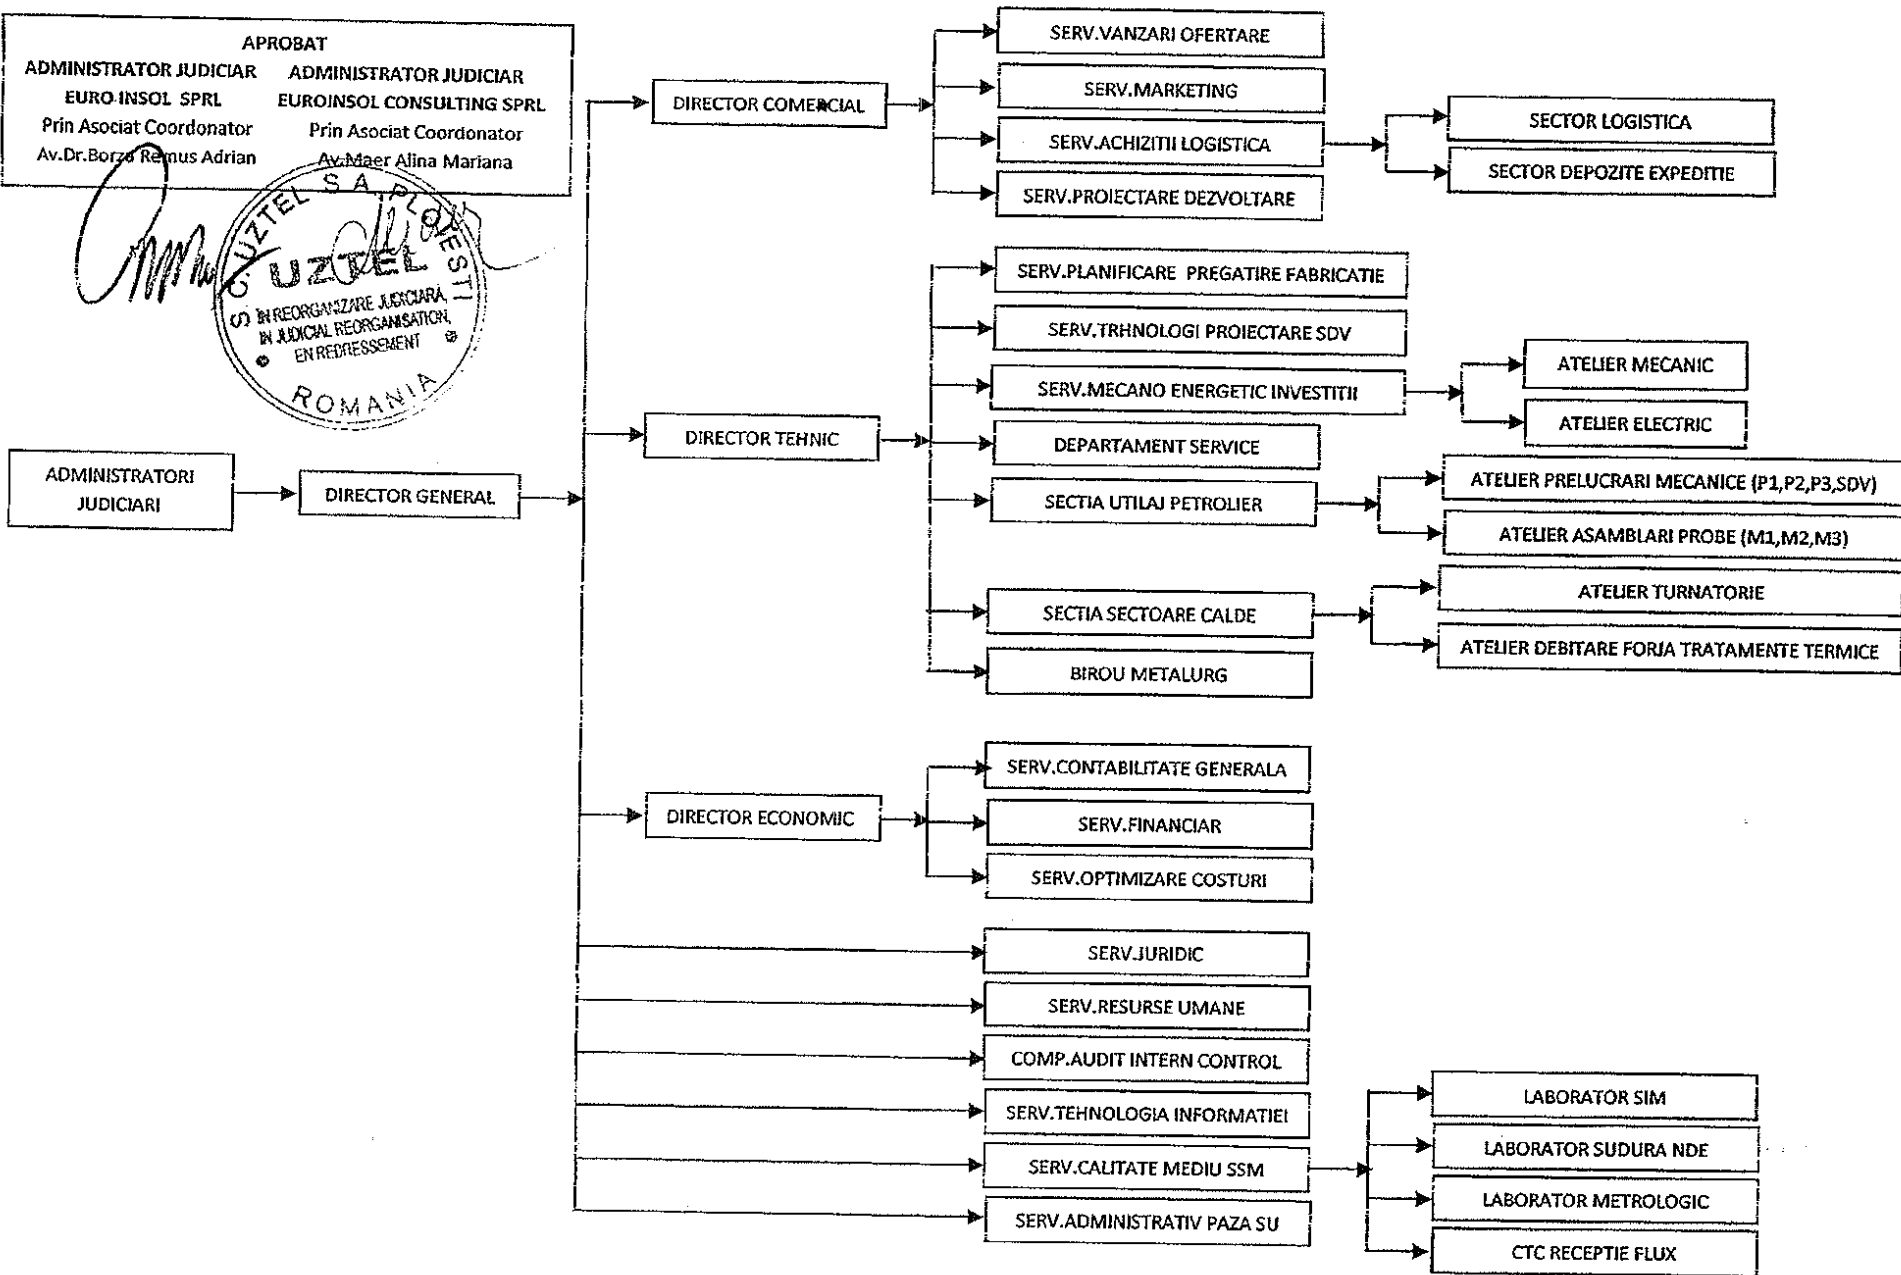 APROBAT
ADMINISTRATOR JUDICIAR ADMINISTRATOR JUDICIAR
EURO INSOL SPRL EUROINSOL CONSULTING SPRL
Prin Asociat Coordonator Prin Asociat Coordonator
Av.Dr.Borza Remus Adrian Av.Maer Alina Mariana
S.C. UZTEL S A PLOIESTI
UZTEL
IN REORGANIZARE JUDICIARA,
IN JUDICIAL REORGANISATION,
EN REDRESSEMENT
ROMANIA
ADMINISTRATORI
JUDICIARI
DIRECTOR GENERAL
DIRECTOR COMERCIAL
SERV.VANZARI OFERTARE
SERV.MARKETING
SERV.ACHIZITII LOGISTICA
SECTOR LOGISTICA
SECTOR DEPOZITE EXPEDITIE
SERV.PROIECTARE DEZVOLTARE
DIRECTOR TEHNIC
SERV.PLANIFICARE PREGATIRE FABRICATIE
SERV.TRHNOLOGI PROIECTARE SDV
SERV.MECANO ENERGETIC INVESTITII
ATELIER MECANIC
ATELIER ELECTRIC
DEPARTAMENT SERVICE
SECTIA UTILAJ PETROLIER
ATELIER PRELUCRARI MECANICE (P1,P2,P3,SDV)
ATELIER ASAMBLARI PROBE (M1,M2,M3)
SECTIA SECTOARE CALDE
ATELIER TURNATORIE
ATELIER DEBITARE FORJA TRATAMENTE TERMICE
BIROU METALURG
DIRECTOR ECONOMIC
SERV.CONTABILITATE GENERALA
SERV.FINANCIAR
SERV.OPTIMIZARE COSTURI
SERV.JURIDIC
SERV.RESURSE UMANE
COMP.AUDIT INTERN CONTROL
SERV.TEHNOLOGIA INFORMATIEI
SERV.CALITATE MEDIU SSM
LABORATOR SIM
LABORATOR SUDURA NDE
LABORATOR METROLOGIC
CTC RECEPTIE FLUX
SERV.ADMINISTRATIV PAZA SU